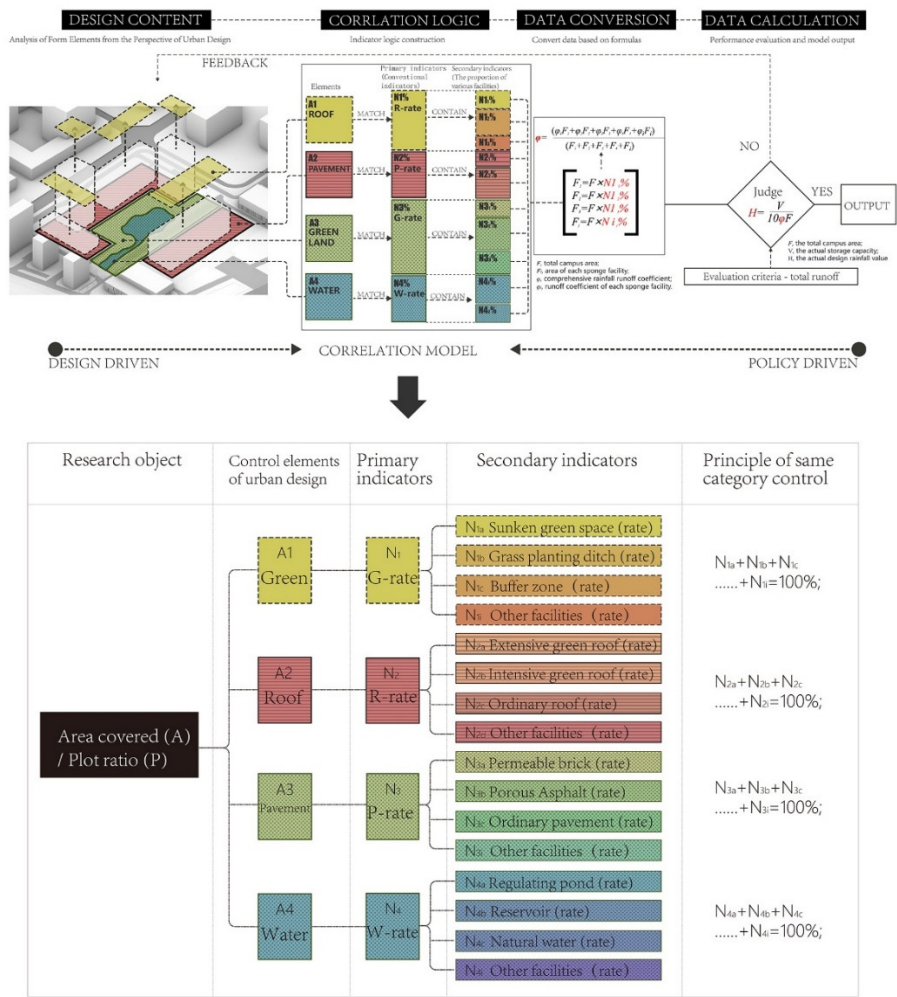 DESIGN CONTENT
CORRLATION LOGIC
DATA CONVERSION
DATA CALCULATION
Analysis of Form Elements from the Perspective of Urban Design
Indicator logic construction
Convert data based on formulas
Performance evaluation and model output
FEEDBACK
Elements
Primary indicators
(Conventional
indicators)
Secondary indicators
(The proportion of
various facilities)
A1
ROOF
MATCH
N1%
R-rate
CONTAIN
A2
PAVEMENT
MATCH
N2%
P-rate
CONTAIN
A3
GREEN
LAND
MATCH
N3%
G-rate
CONTAIN
A4
WATER
MATCH
N4%
W-rate
CONTAIN
F, total campus area;
Fᵢ, area of each sponge facility,
φ, comprehensive rainfall runoff coefficient;
φᵢ, runoff coefficient of each sponge facility.
NO
Judge
H= V
10φF
YES
OUTPUT
F, the total campus area;
V, the actual storage capacity;
H, the actual design rainfall value
Evaluation criteria - total runoff
DESIGN DRIVEN
CORRELATION MODEL
POLICY DRIVEN
Research object
Control elements
of urban design
Primary
indicators
Secondary indicators
Principle of same
category control
Area covered (A)
/ Plot ratio (P)
A1
Green
N₁
G-rate
N1a Sunken green space (rate)
N1b Grass planting ditch (rate)
N1c Buffer zone (rate)
N1i Other facilities (rate)
N1a+N1b+N1c
......+N1i=100%;
A2
Roof
N₂
R-rate
N2a Extensive green roof (rate)
N2b Intensive green roof (rate)
N2c Ordinary roof (rate)
N2d Other facilities (rate)
N2a+N2b+N2c
......+N2i=100%;
A3
Pavement
N₃
P-rate
N3a Permeable brick (rate)
N3b Porous Asphalt (rate)
N3c Ordinary pavement (rate)
N3i Other facilities (rate)
N3a+N3b+N3c
......+N3i=100%;
A4
Water
N₄
W-rate
N4a Regulating pond (rate)
N4b Reservoir (rate)
N4c Natural water (rate)
N4i Other facilities (rate)
N4a+N4b+N4c
......+N4i=100%;